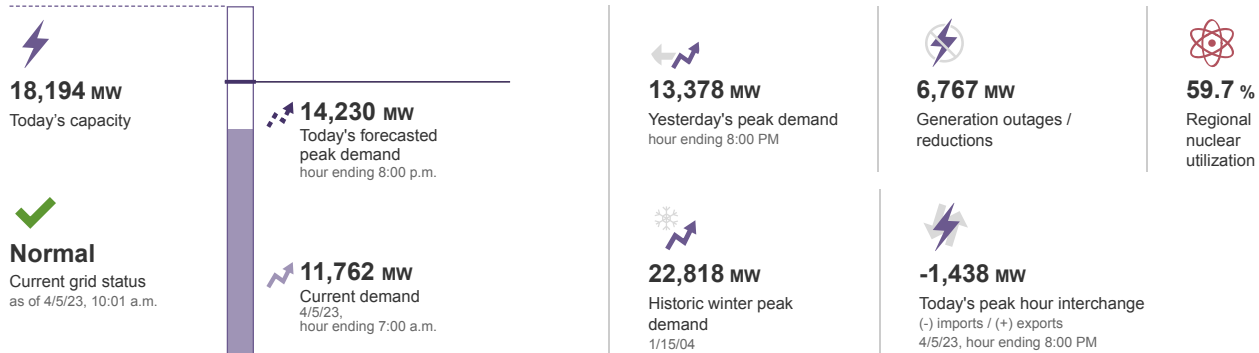 18,194 MW
Today's capacity
Normal
Current grid status
as of 4/5/23, 10:01 a.m.
14,230 MW
Today's forecasted
peak demand
hour ending 8:00 p.m.
11,762 MW
Current demand
4/5/23,
hour ending 7:00 a.m.
13,378 MW
Yesterday's peak demand
hour ending 8:00 PM
6,767 MW
Generation outages /
reductions
59.7 %
Regional
nuclear
utilization
22,818 MW
Historic winter peak
demand
1/15/04
-1,438 MW
Today's peak hour interchange
(-) imports / (+) exports
4/5/23, hour ending 8:00 PM